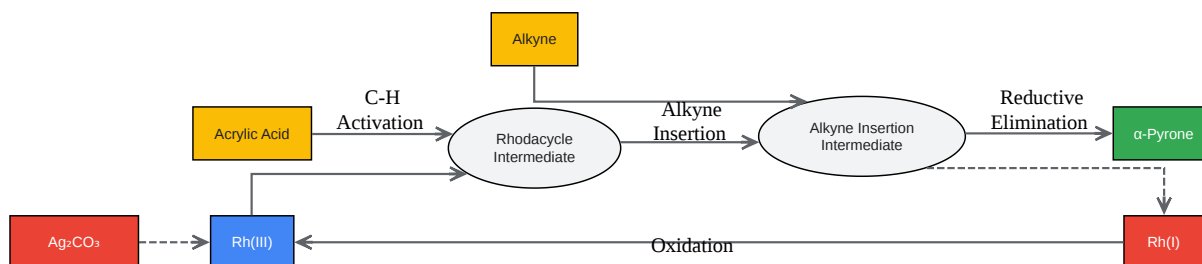 Alkyne
C-H
Activation
Alkyne
Insertion
Reductive
Elimination
Acrylic Acid
Rhodacycle
Intermediate
Alkyne Insertion
Intermediate
α-Pyrone
Ag₂CO₃
Rh(III)
Oxidation
Rh(I)